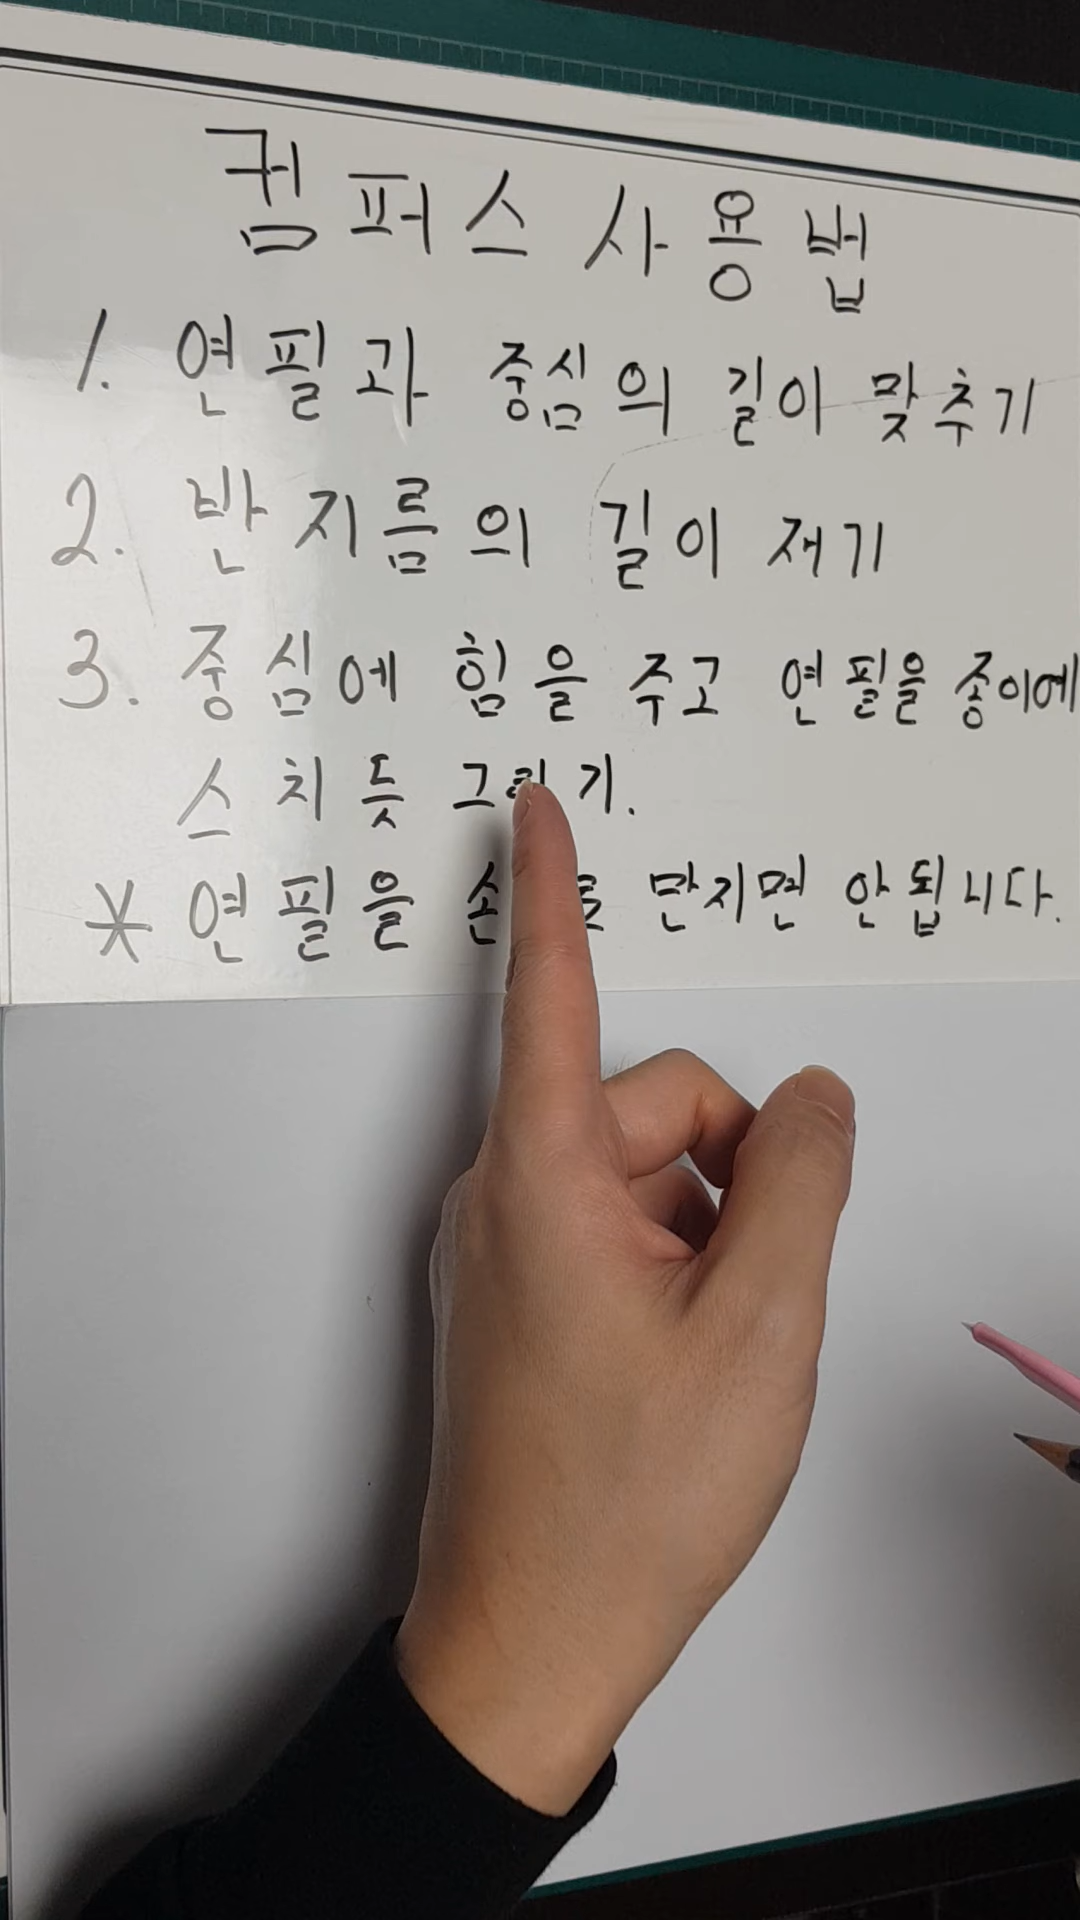 컴퍼스 사용법
1. 연필과 중심의 길이 맞추기
2. 반지름의 길이 재기
3. 중심에 힘을 주고 연필을 종이에
스치듯 그리기.
* 연필을 만지면 안됩니다.